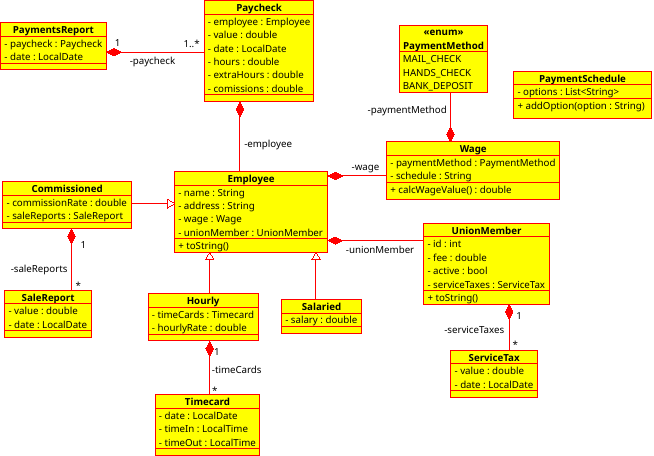 PaymentsReport
- paycheck : Paycheck
- date : LocalDate
1
1..*
-paycheck
Paycheck
- employee : Employee
- value : double
- date : LocalDate
- hours : double
- extraHours : double
- comissions : double
«enum»
PaymentMethod
MAIL_CHECK
HANDS_CHECK
BANK_DEPOSIT
PaymentSchedule
- options : List<String>
+ addOption(option : String)
-paymentMethod
-employee
Wage
- paymentMethod : PaymentMethod
- schedule : String
+ calcWageValue() : double
-wage
Employee
- name : String
- address : String
- wage : Wage
- unionMember : UnionMember
+ toString()
Commissioned
- commissionRate : double
- saleReports : SaleReport
1
-saleReports
*
SaleReport
- value : double
- date : LocalDate
-unionMember
UnionMember
- id : int
- fee : double
- active : bool
- serviceTaxes : ServiceTax
+ toString()
1
-serviceTaxes
*
ServiceTax
- value : double
- date : LocalDate
Hourly
- timeCards : Timecard
- hourlyRate : double
Salaried
- salary : double
1
-timeCards
*
Timecard
- date : LocalDate
- timeIn : LocalTime
- timeOut : LocalTime